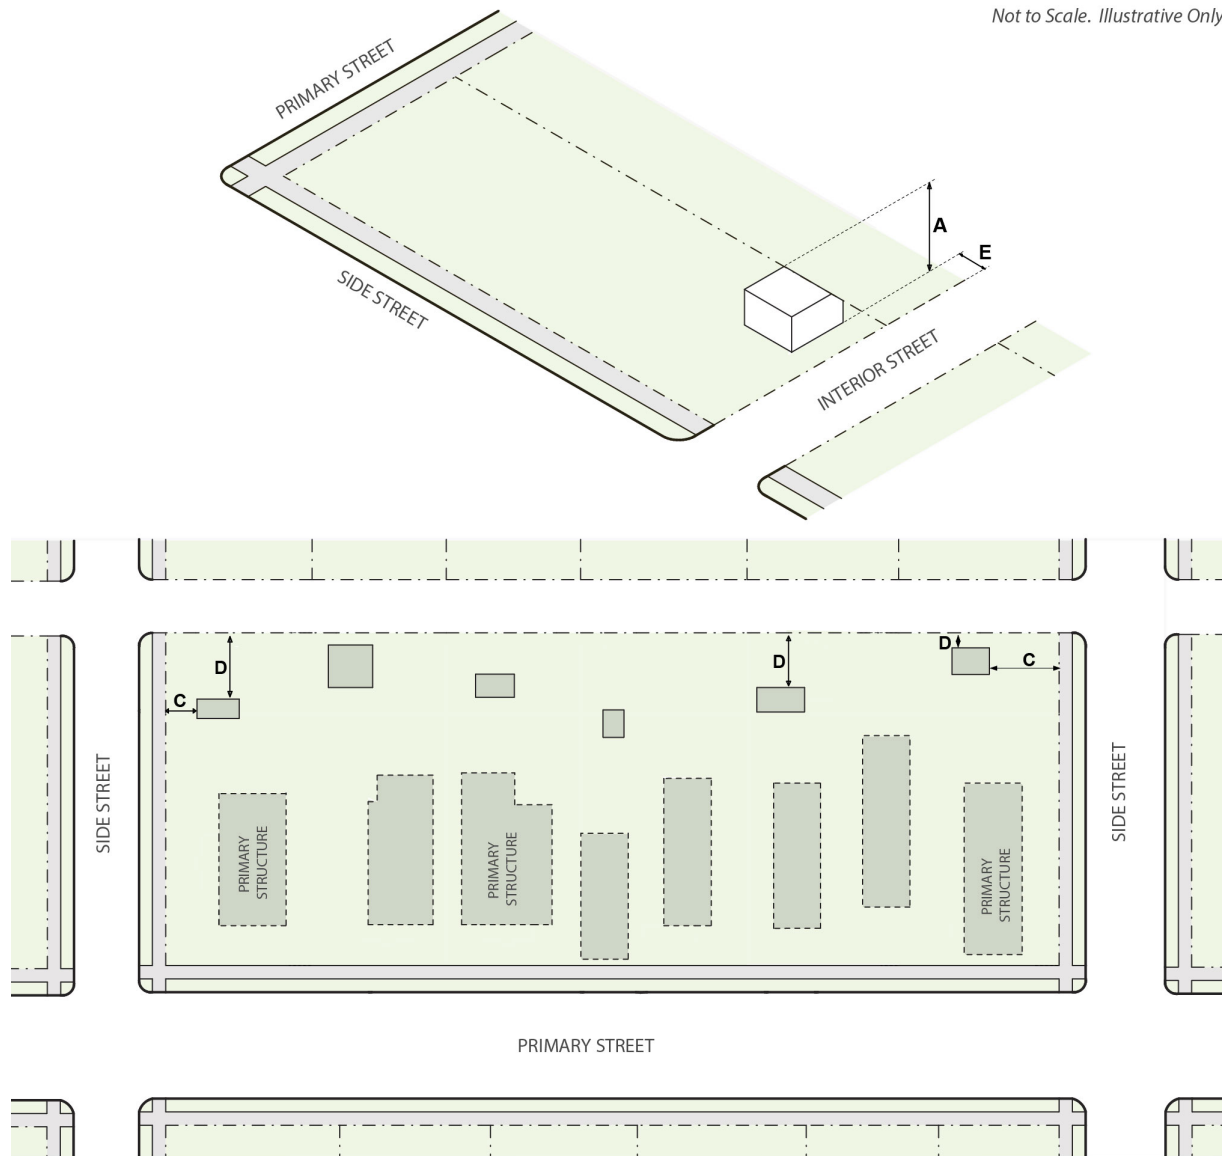 Not to Scale. Illustrative Only
PRIMARY STREET
A
E
SIDE STREET
INTERIOR STREET
D
D
D
C
C
SIDE STREET
SIDE STREET
PRIMARY
STRUCTURE
PRIMARY
STRUCTURE
PRIMARY
STRUCTURE
PRIMARY STREET